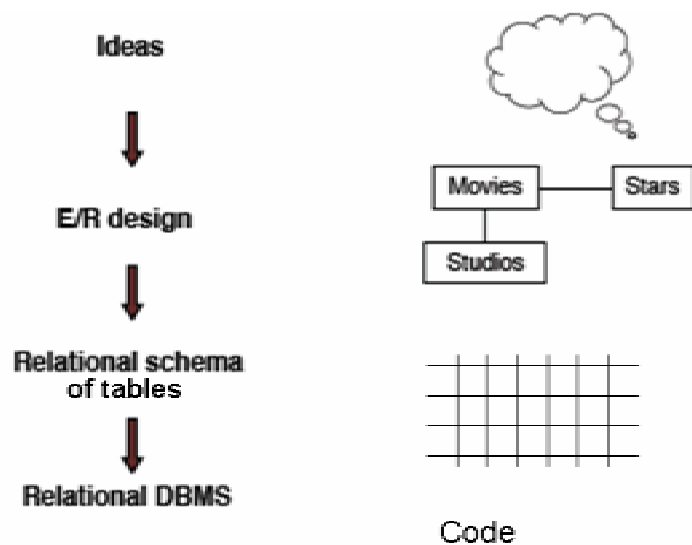 Ideas
E/R design
Movies
Stars
Studios
Relational schema
of tables
Relational DBMS
Code